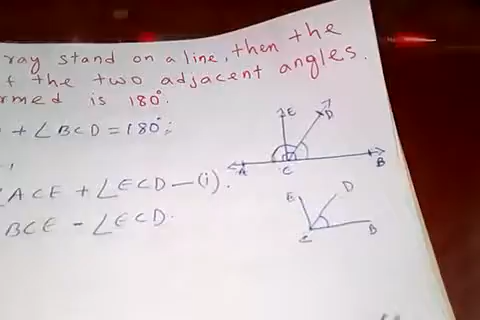 ray stand on a line, then the
the two adjacent angles.
rmed is 180°.
+ ∠BCD = 180°;
∠ACE + ∠ECD — (i).
BCE - ∠ECD.
E
D
A
C
B
E
D
C
B